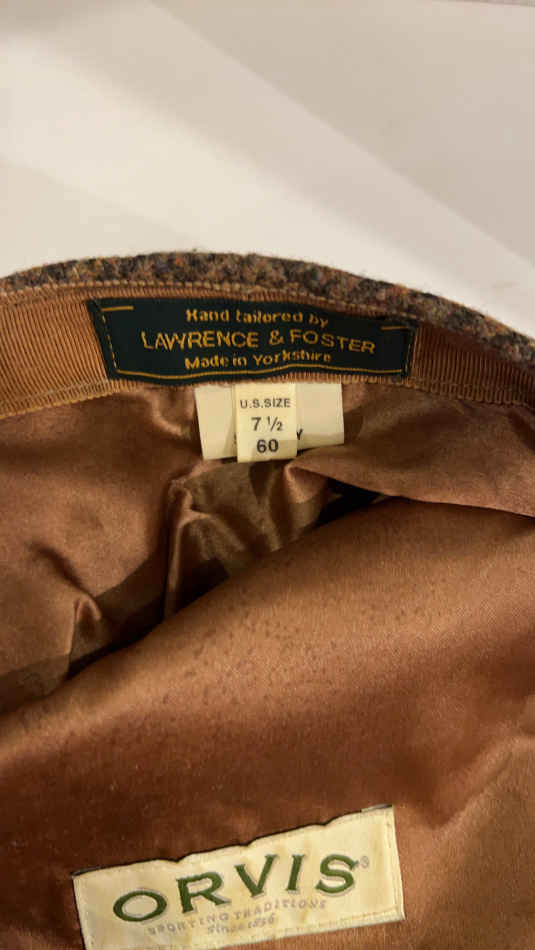 Hand tailored by
LAWRENCE & FOSTER
Made in Yorkshire
U.S.SIZE
7 ½
60
ORVIS®
SPORTING TRADITIONS
Since 1856